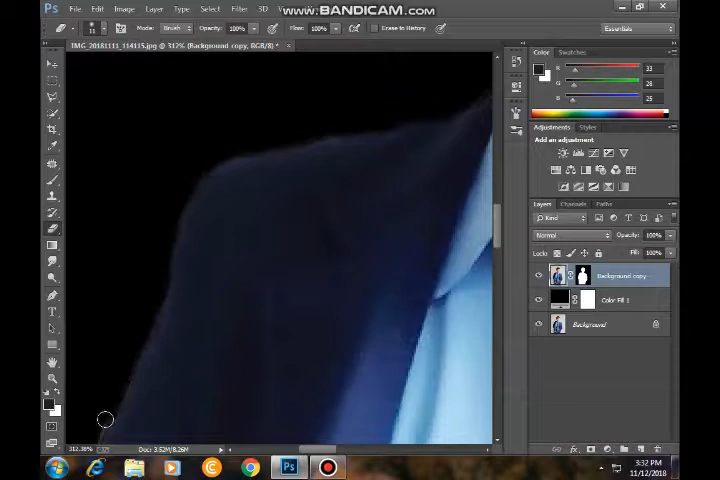 Ps File Edit Image Layer Type Select Filter 3D
www.BANDICAM.com
11 Mode: Brush Opacity: 100% Flow: 100% Erase to History Essentials
IMG_20181111_114115.jpg @ 312% (Background copy, RGB/8) *
Color Swatches
33
28
25
Adjustments Styles
Add an adjustment
Layers Channels Paths
Kind
Normal Opacity: 100%
Lock: Fill: 100%
Background copy
Color Fill 1
Background
312.38% Doc: 3.52M/8.26M
Ps
3:32 PM
11/12/2018